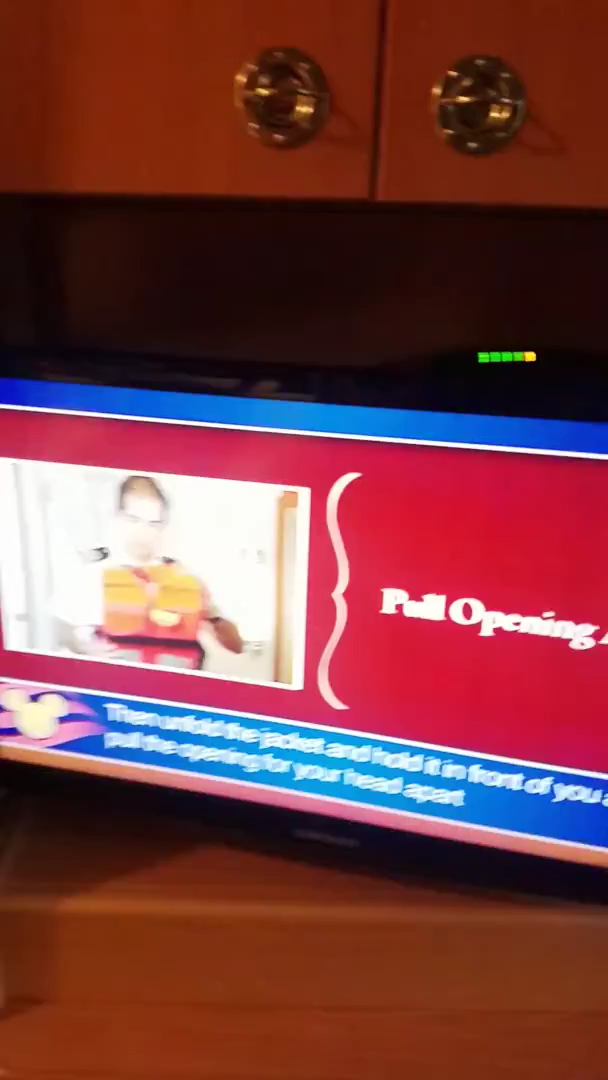 Pull Opening
Then unfold the jacket and hold it in front of you
pull the opening for your head apart